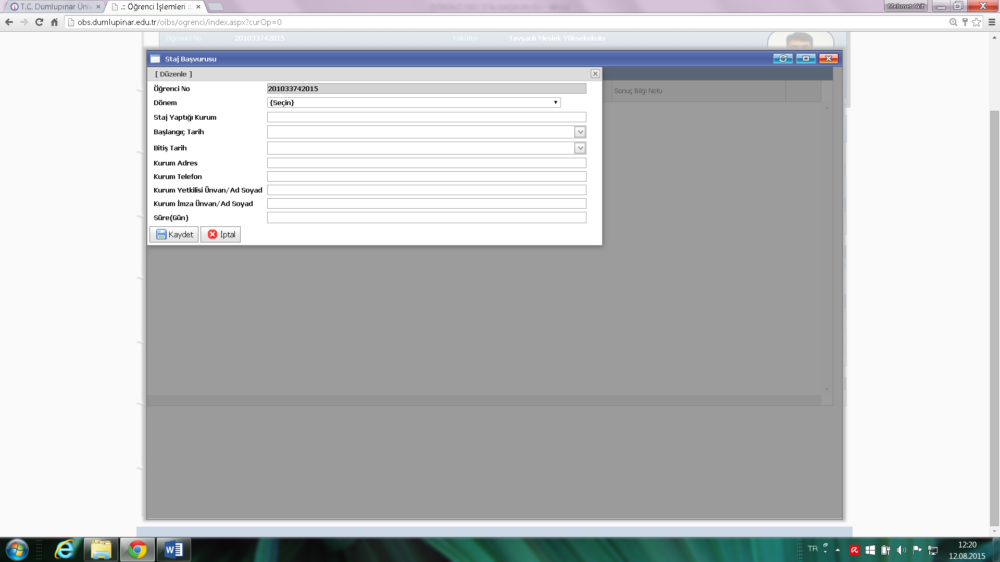 T.C. Dumlupınar Üniv
.:: Öğrenci İşlemleri ::.
Mehmet Akif
obs.dumlupinar.edu.tr/oibs/ogrenci/index.aspx?curOp=0
Öğrenci No 201033742015 Fakülte Tavşanlı Meslek Yüksekokulu
Staj Başvurusu
[ Düzenle ]
Öğrenci No 201033742015
Sonuç Bilgi Notu
Dönem {Seçin}
Staj Yaptığı Kurum
Başlangıç Tarih
Bitiş Tarih
Kurum Adres
Kurum Telefon
Kurum Yetkilisi Ünvan/Ad Soyad
Kurum İmza Ünvan/Ad Soyad
Süre(Gün)
Kaydet İptal
TR
12:20
12.08.2015